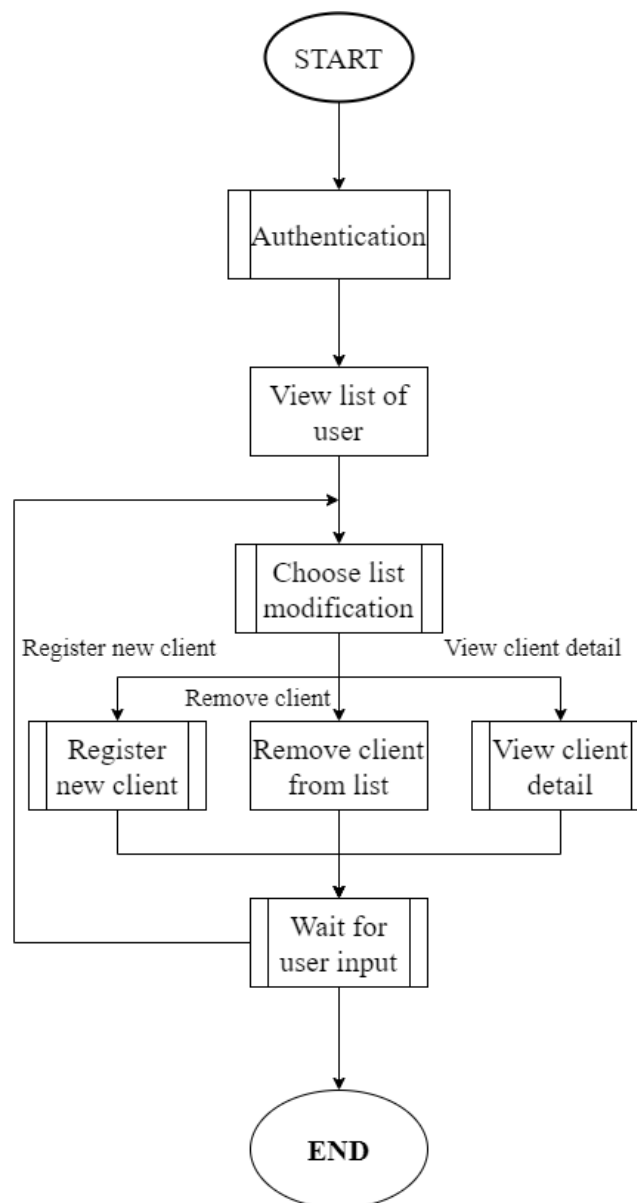 START
Authentication
View list of
user
Choose list
modification
Register new client
View client detail
Remove client
Register
new client
Remove client
from list
View client
detail
Wait for
user input
END